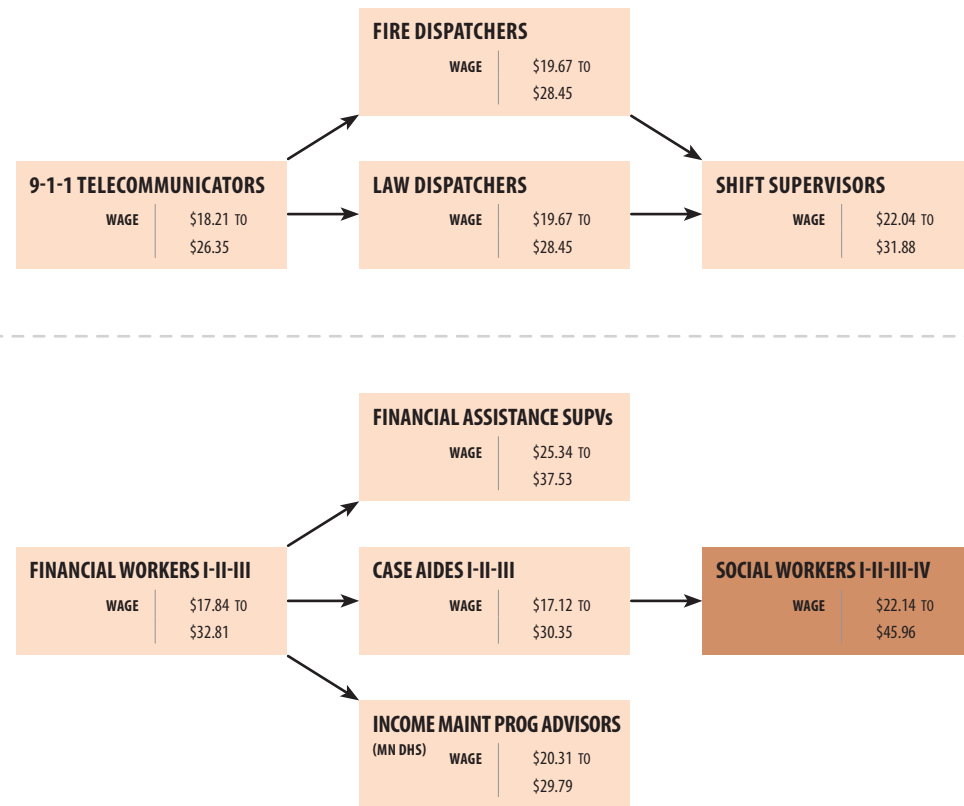 FIRE DISPATCHERS
WAGE $19.67 TO
$28.45
9-1-1 TELECOMMUNICATORS
WAGE $18.21 TO
$26.35
LAW DISPATCHERS
WAGE $19.67 TO
$28.45
SHIFT SUPERVISORS
WAGE $22.04 TO
$31.88
FINANCIAL ASSISTANCE SUPVs
WAGE $25.34 TO
$37.53
FINANCIAL WORKERS I-II-III
WAGE $17.84 TO
$32.81
CASE AIDES I-II-III
WAGE $17.12 TO
$30.35
SOCIAL WORKERS I-II-III-IV
WAGE $22.14 TO
$45.96
INCOME MAINT PROG ADVISORS
(MN DHS) WAGE $20.31 TO
$29.79